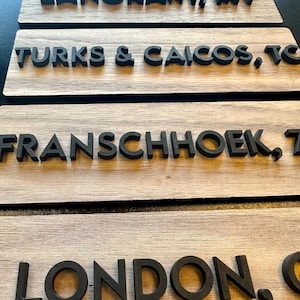 TURKS & CAICOS, TC
FRANSCHHOEK,
LONDON,